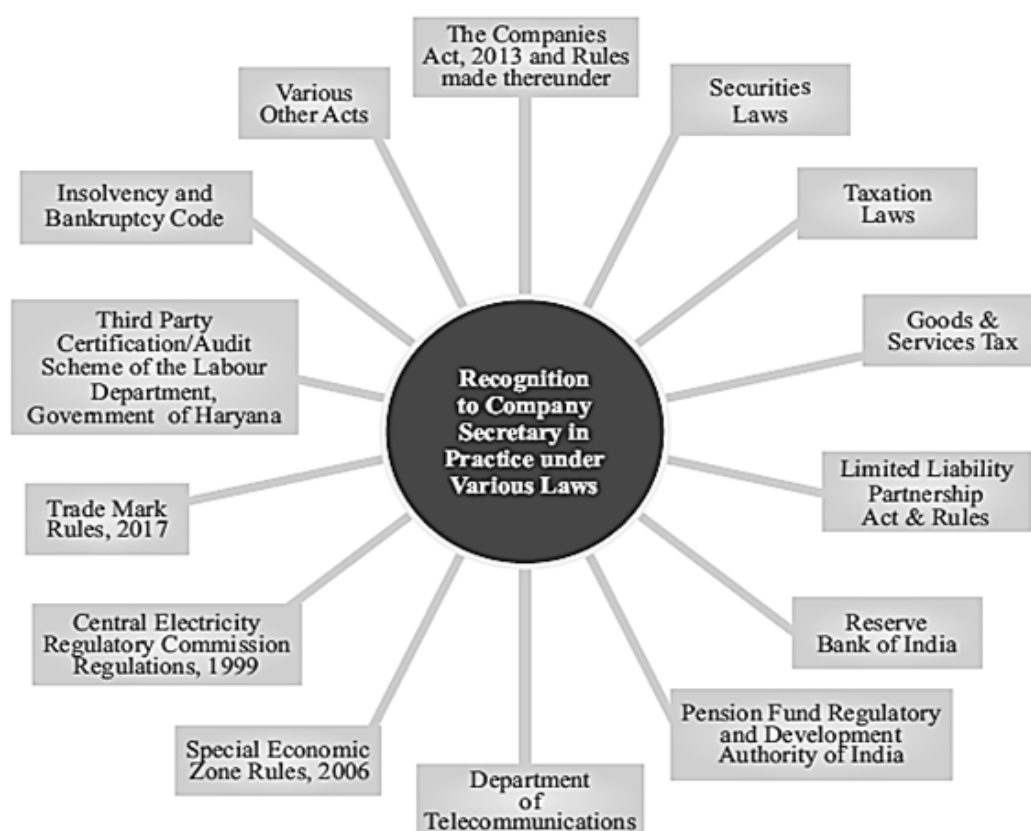 The Companies
Act, 2013 and Rules
made thereunder
Securities
Laws
Taxation
Laws
Goods &
Services Tax
Limited Liability
Partnership
Act & Rules
Reserve
Bank of India
Pension Fund Regulatory
and Development
Authority of India
Department
of
Telecommunications
Special Economic
Zone Rules, 2006
Central Electricity
Regulatory Commission
Regulations, 1999
Trade Mark
Rules, 2017
Third Party
Certification/Audit
Scheme of the Labour
Department,
Government of Haryana
Insolvency and
Bankruptcy Code
Various
Other Acts
Recognition
to Company
Secretary in
Practice under
Various Laws